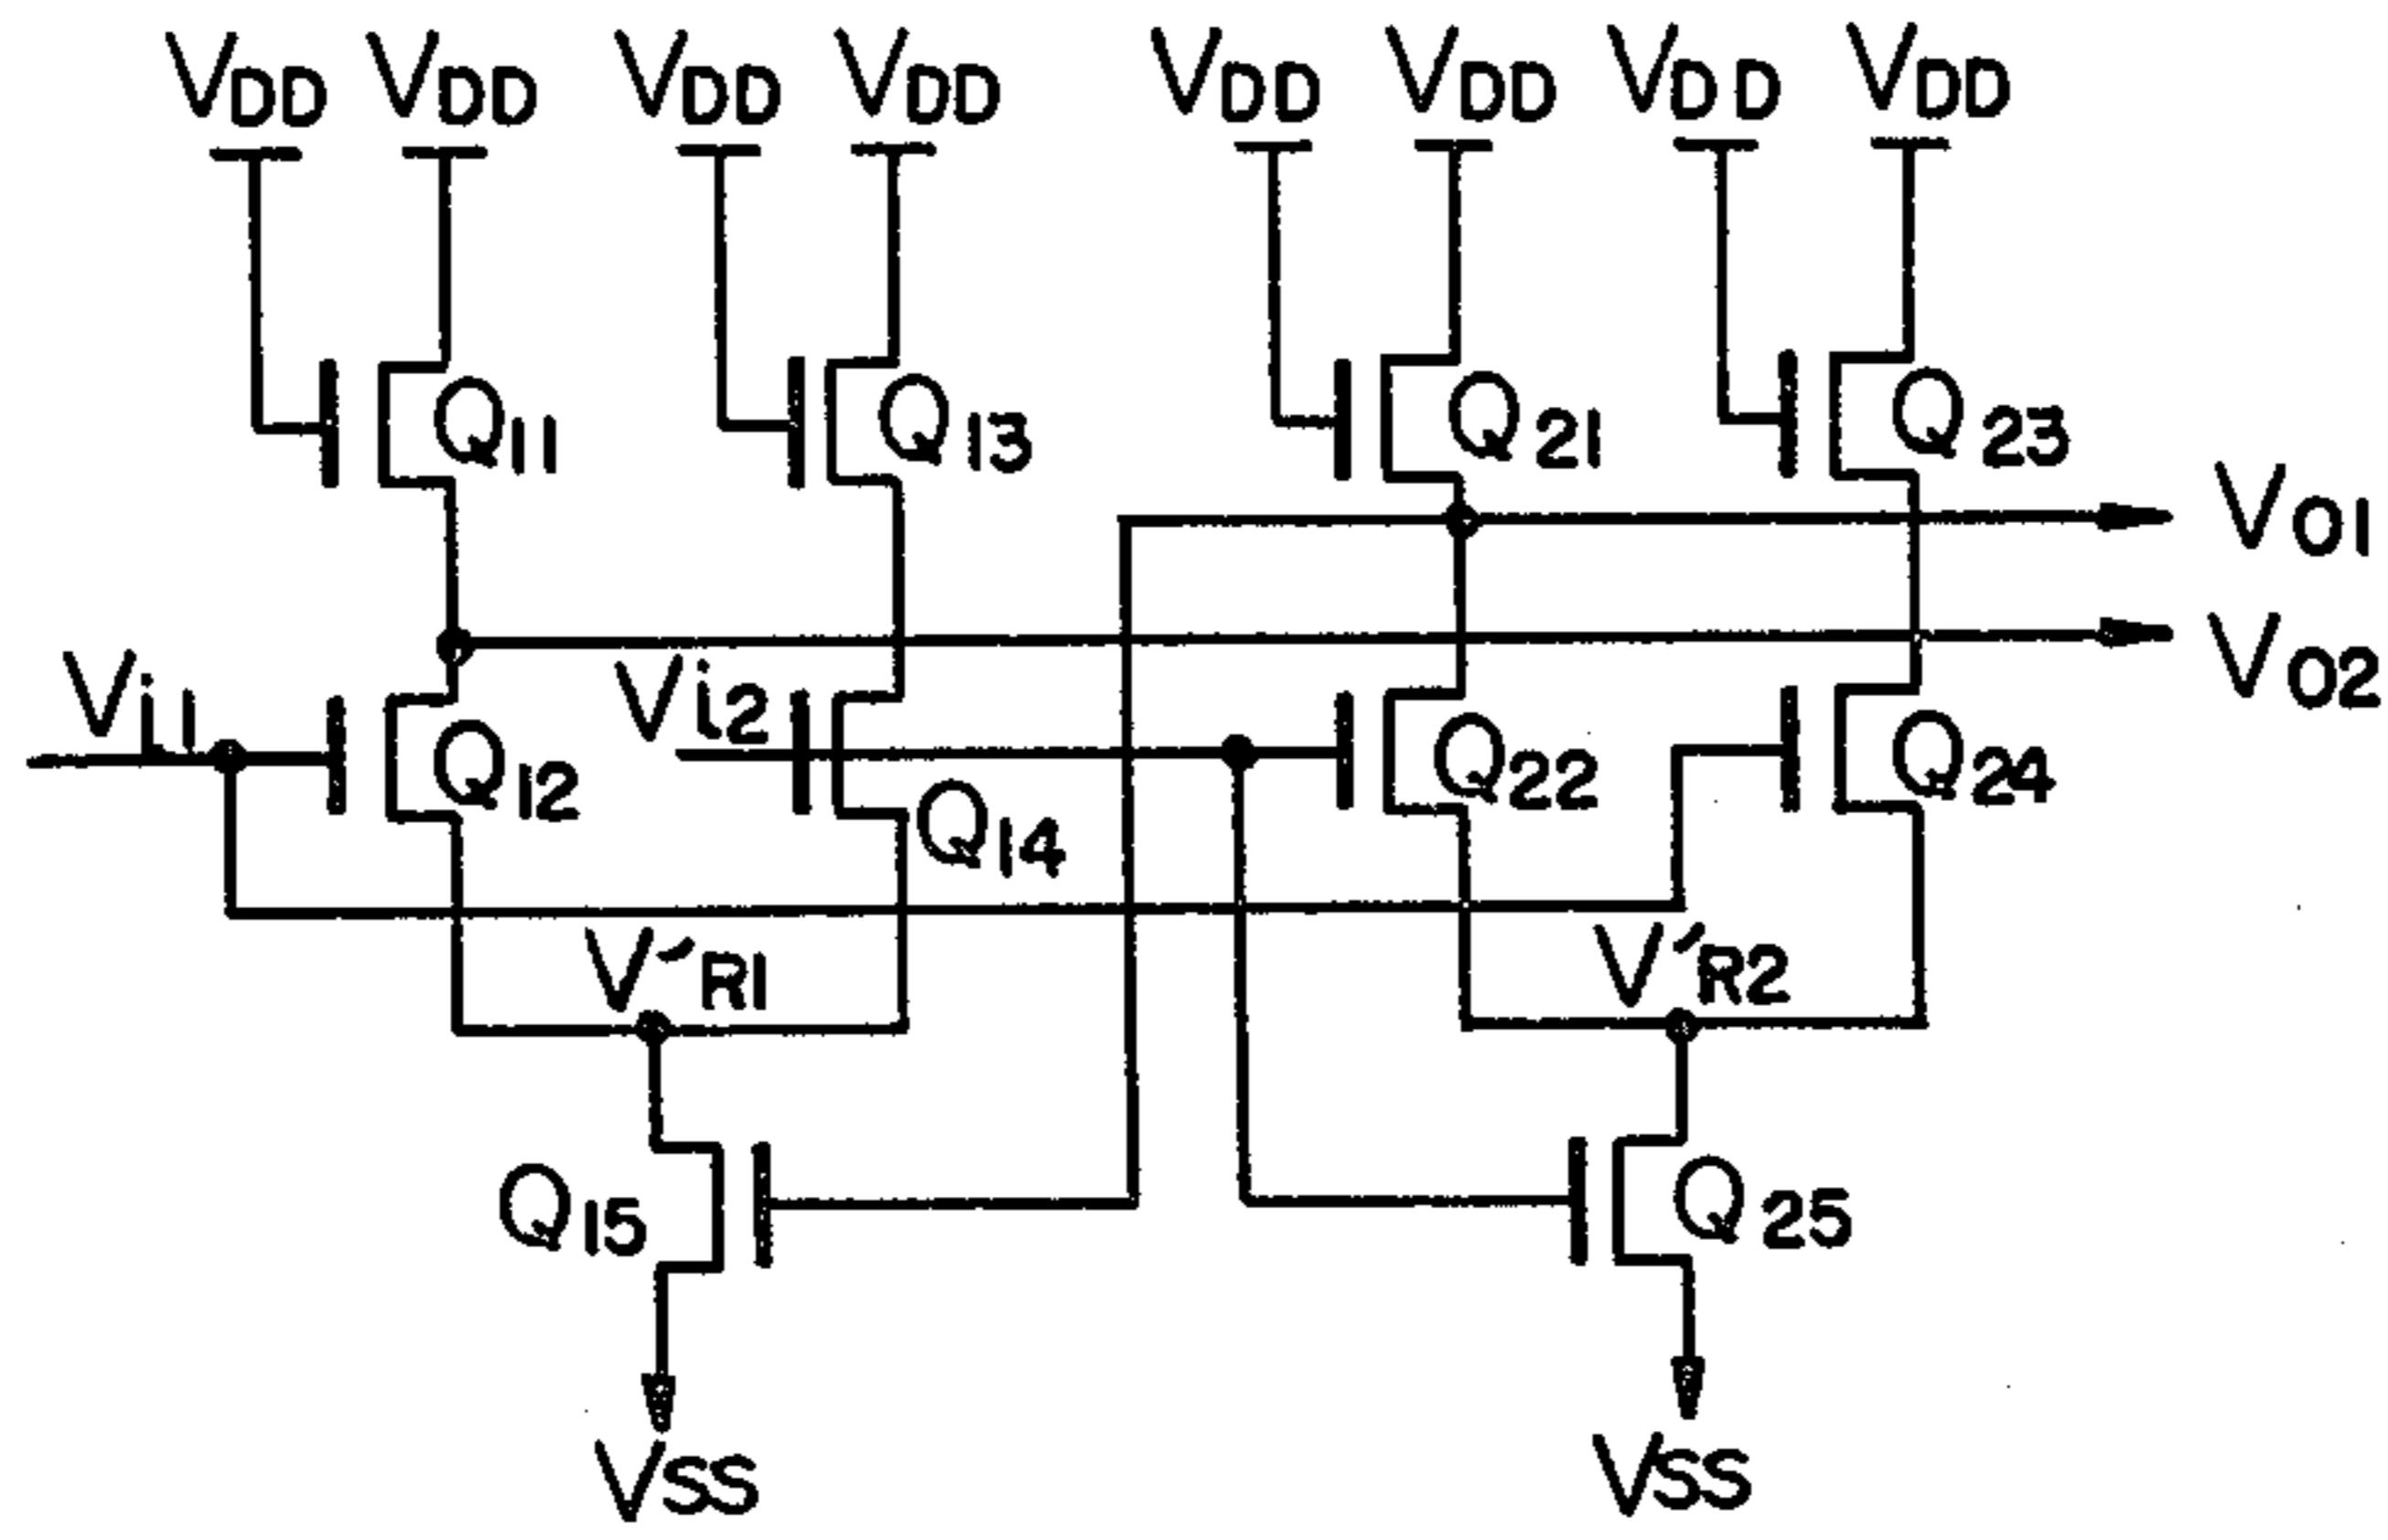 VDD VDD VDD VDD VDD VDD VDD VDD
Q11 Q13 Q21 Q23
VO1
Vi1 Vi2 VO2
Q12 Q14 Q22 Q24
V'R1 V'R2
Q15 Q25
VSS VSS